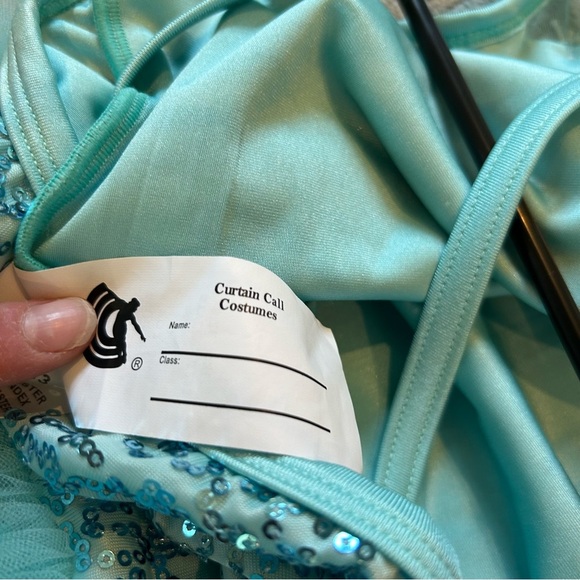 Curtain Call
Costumes
Name:
Class:
®